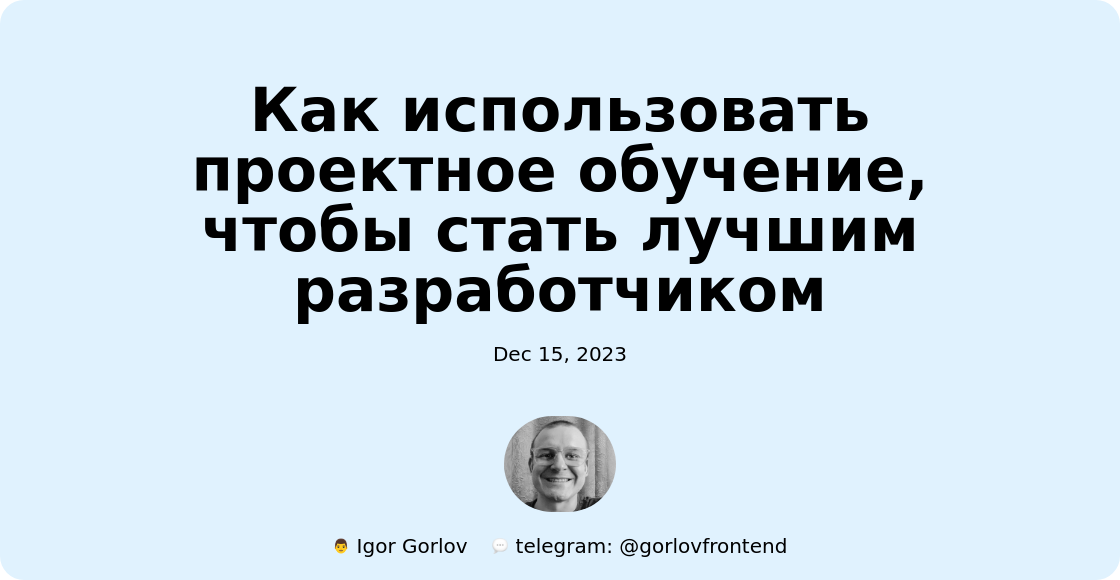 Как использовать
проектное обучение,
чтобы стать лучшим
разработчиком
Dec 15, 2023
👨 Igor Gorlov 💬 telegram: @gorlovfrontend